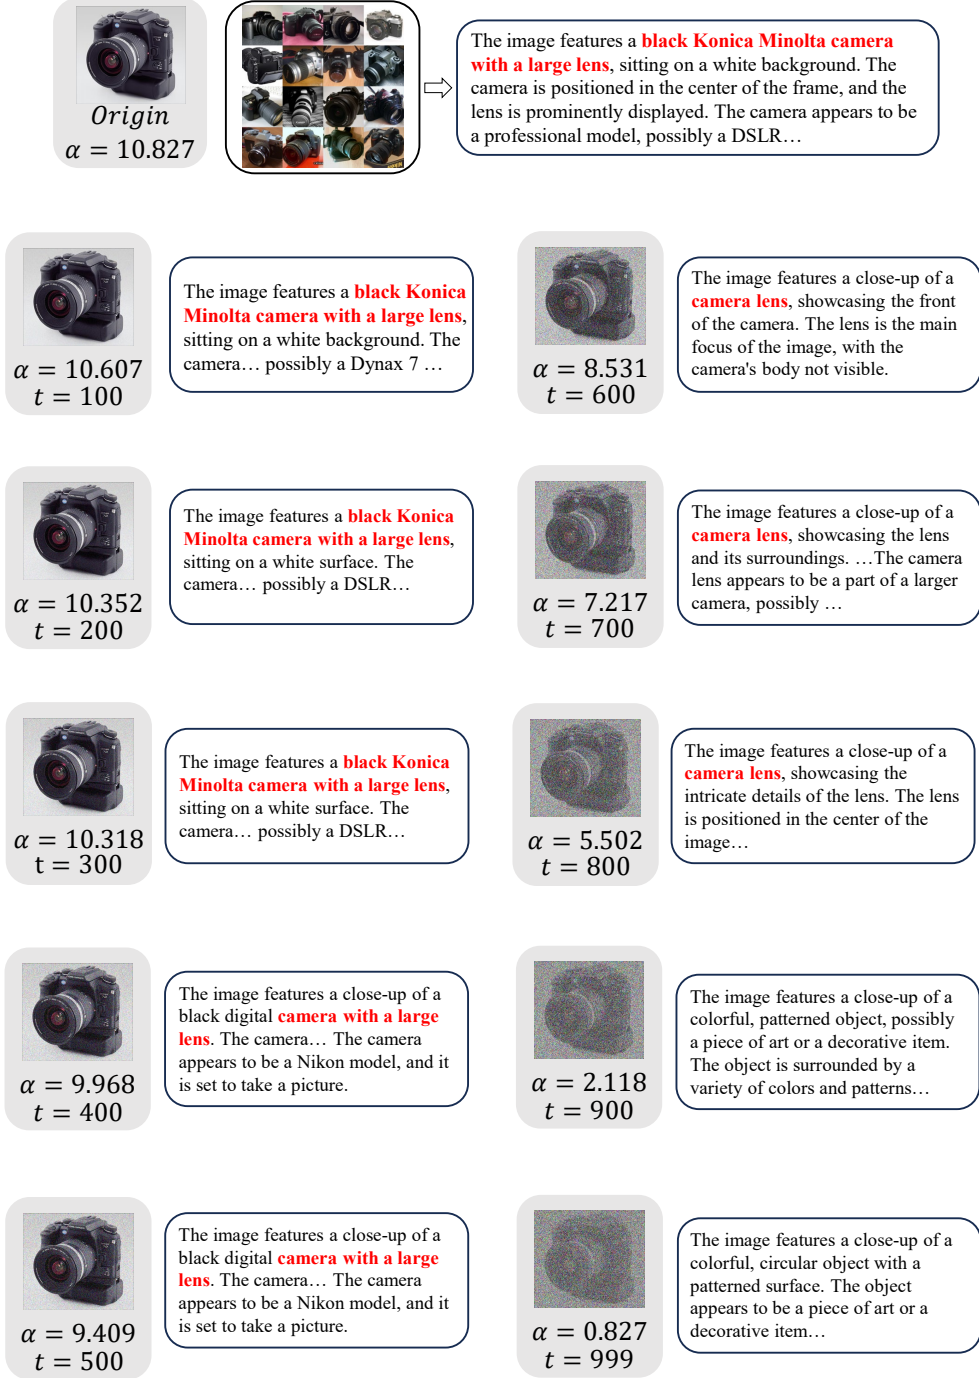 Origin
α = 10.827
The image features a black Konica Minolta camera
with a large lens, sitting on a white background. The
camera is positioned in the center of the frame, and the
lens is prominently displayed. The camera appears to be
a professional model, possibly a DSLR…
α = 10.607
t = 100
The image features a black Konica
Minolta camera with a large lens,
sitting on a white background. The
camera… possibly a Dynax 7 …
α = 10.352
t = 200
The image features a black Konica
Minolta camera with a large lens,
sitting on a white surface. The
camera… possibly a DSLR…
α = 10.318
t = 300
The image features a black Konica
Minolta camera with a large lens,
sitting on a white surface. The
camera… possibly a DSLR…
α = 9.968
t = 400
The image features a close-up of a
black digital camera with a large
lens. The camera… The camera
appears to be a Nikon model, and it
is set to take a picture.
α = 9.409
t = 500
The image features a close-up of a
black digital camera with a large
lens. The camera… The camera
appears to be a Nikon model, and it
is set to take a picture.
α = 8.531
t = 600
The image features a close-up of a
camera lens, showcasing the front
of the camera. The lens is the main
focus of the image, with the
camera's body not visible.
α = 7.217
t = 700
The image features a close-up of a
camera lens, showcasing the lens
and its surroundings. …The camera
lens appears to be a part of a larger
camera, possibly …
α = 5.502
t = 800
The image features a close-up of a
camera lens, showcasing the
intricate details of the lens. The lens
is positioned in the center of the
image…
α = 2.118
t = 900
The image features a close-up of a
colorful, patterned object, possibly
a piece of art or a decorative item.
The object is surrounded by a
variety of colors and patterns…
α = 0.827
t = 999
The image features a close-up of a
colorful, circular object with a
patterned surface. The object
appears to be a piece of art or a
decorative item…